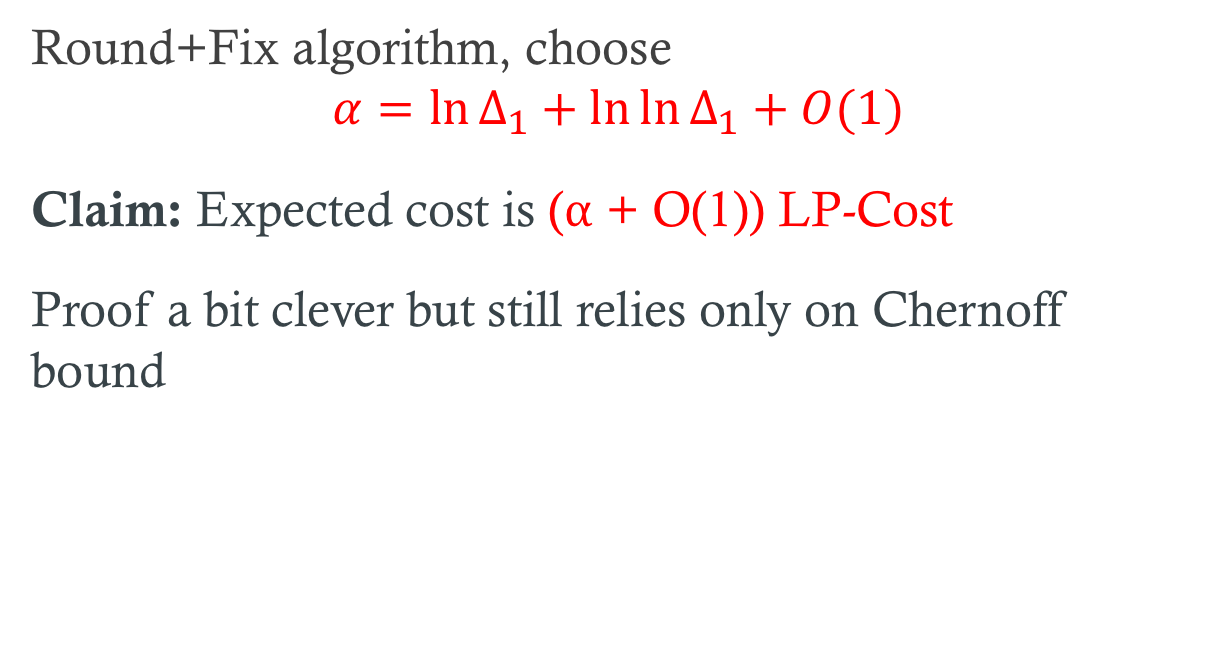 Round+Fix algorithm, choose
α = ln Δ₁ + ln ln Δ₁ + O(1)
Claim: Expected cost is (α + O(1)) LP-Cost
Proof a bit clever but still relies only on Chernoff
bound